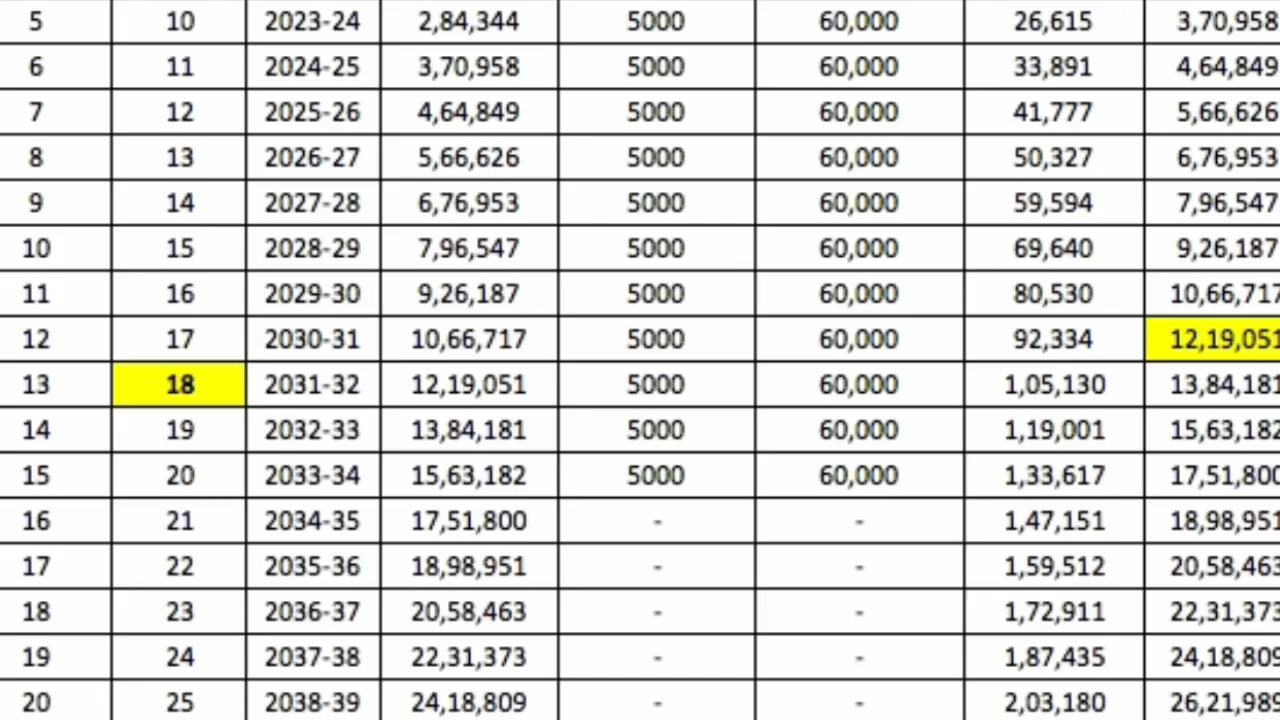 5 10 2023-24 2,84,344 5000 60,000 26,615 3,70,958
6 11 2024-25 3,70,958 5000 60,000 33,891 4,64,849
7 12 2025-26 4,64,849 5000 60,000 41,777 5,66,626
8 13 2026-27 5,66,626 5000 60,000 50,327 6,76,953
9 14 2027-28 6,76,953 5000 60,000 59,594 7,96,547
10 15 2028-29 7,96,547 5000 60,000 69,640 9,26,187
11 16 2029-30 9,26,187 5000 60,000 80,530 10,66,717
12 17 2030-31 10,66,717 5000 60,000 92,334 12,19,051
13 18 2031-32 12,19,051 5000 60,000 1,05,130 13,84,181
14 19 2032-33 13,84,181 5000 60,000 1,19,001 15,63,182
15 20 2033-34 15,63,182 5000 60,000 1,33,617 17,51,800
16 21 2034-35 17,51,800 - - 1,47,151 18,98,951
17 22 2035-36 18,98,951 - - 1,59,512 20,58,463
18 23 2036-37 20,58,463 - - 1,72,911 22,31,373
19 24 2037-38 22,31,373 - - 1,87,435 24,18,809
20 25 2038-39 24,18,809 - - 2,03,180 26,21,989